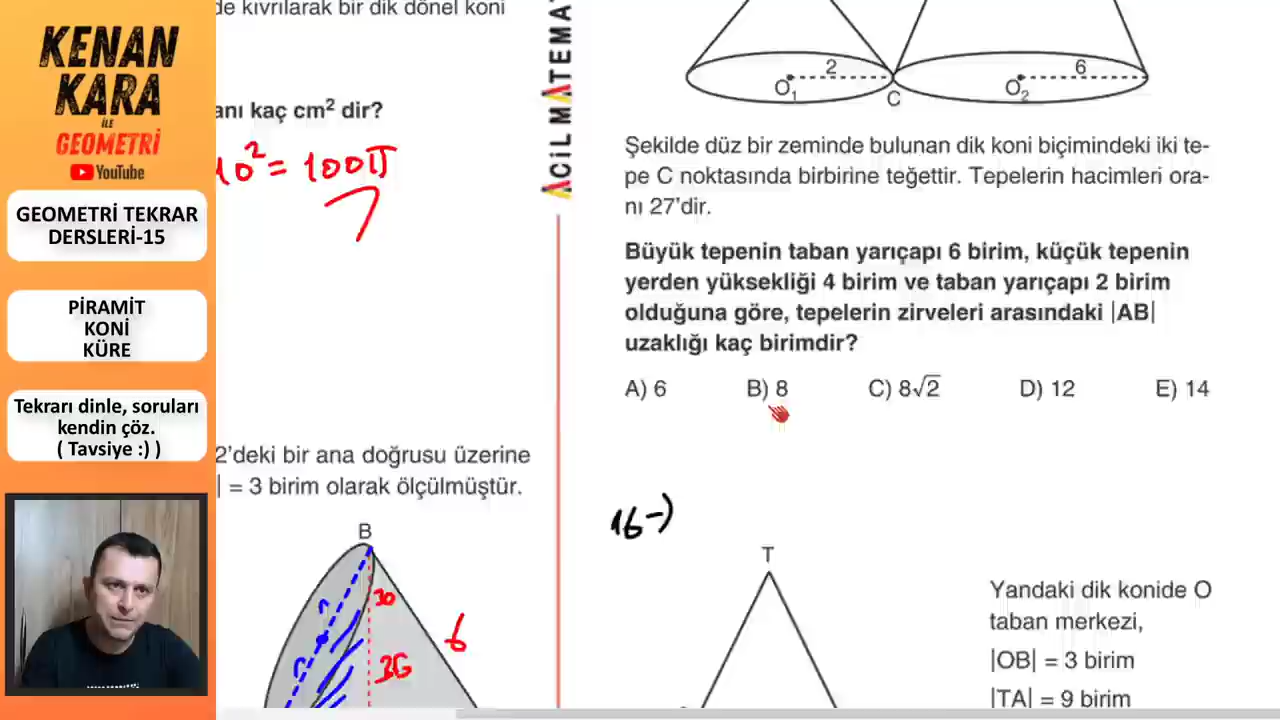 KENAN
KARA
İLE
GEOMETRİ
YouTube
GEOMETRİ TEKRAR
DERSLERİ-15
PİRAMİT
KONİ
KÜRE
Tekrarı dinle, soruları
kendin çöz.
( Tavsiye :) )
de kıvrılarak bir dik dönel koni
anı kaç cm² dir?
10² = 100π
2'deki bir ana doğrusu üzerine
| = 3 birim olarak ölçülmüştür.
B
30
?
6
36
?
ACİL MATEMAT
2
6
O₁
O₂
C
Şekilde düz bir zeminde bulunan dik koni biçimindeki iki te-
pe C noktasında birbirine teğettir. Tepelerin hacimleri ora-
nı 27'dir.
Büyük tepenin taban yarıçapı 6 birim, küçük tepenin
yerden yüksekliği 4 birim ve taban yarıçapı 2 birim
olduğuna göre, tepelerin zirveleri arasındaki |AB|
uzaklığı kaç birimdir?
A) 6 B) 8 C) 8√2 D) 12 E) 14
16-)
T
Yandaki dik konide O
taban merkezi,
|OB| = 3 birim
|TA| = 9 birim